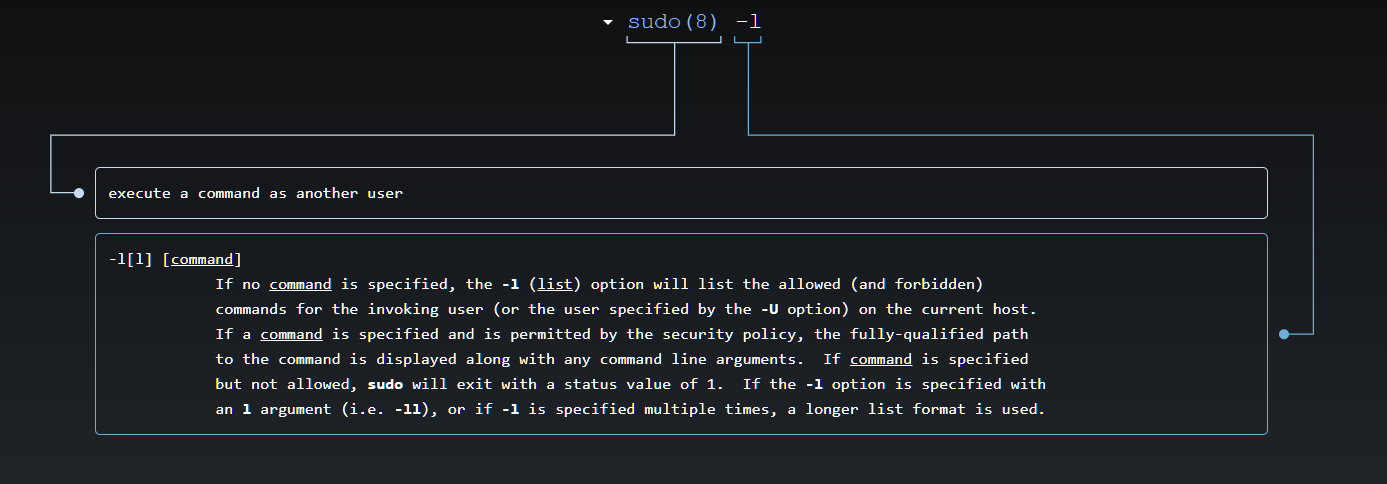 sudo(8) -l
execute a command as another user
-l[l] [command]
If no command is specified, the -l (list) option will list the allowed (and forbidden)
commands for the invoking user (or the user specified by the -U option) on the current host.
If a command is specified and is permitted by the security policy, the fully-qualified path
to the command is displayed along with any command line arguments.  If command is specified
but not allowed, sudo will exit with a status value of 1.  If the -l option is specified with
an l argument (i.e. -ll), or if -l is specified multiple times, a longer list format is used.